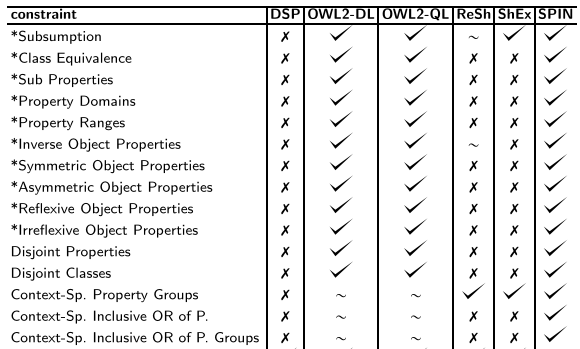 constraint DSP OWL2-DL OWL2-QL ReSh ShEx SPIN
*Subsumption ✗ ✓ ✓ ~ ✓ ✓
*Class Equivalence ✗ ✓ ✓ ✗ ✗ ✓
*Sub Properties ✗ ✓ ✓ ✗ ✗ ✓
*Property Domains ✗ ✓ ✓ ✗ ✗ ✓
*Property Ranges ✗ ✓ ✓ ✗ ✗ ✓
*Inverse Object Properties ✗ ✓ ✓ ~ ✗ ✓
*Symmetric Object Properties ✗ ✓ ✓ ✗ ✗ ✓
*Asymmetric Object Properties ✗ ✓ ✓ ✗ ✗ ✓
*Reflexive Object Properties ✗ ✓ ✓ ✗ ✗ ✓
*Irreflexive Object Properties ✗ ✓ ✓ ✗ ✗ ✓
Disjoint Properties ✗ ✓ ✓ ✗ ✗ ✓
Disjoint Classes ✗ ✓ ✓ ✗ ✗ ✓
Context-Sp. Property Groups ✗ ~ ~ ✓ ✓ ✓
Context-Sp. Inclusive OR of P. ✗ ~ ~ ✗ ✗ ✓
Context-Sp. Inclusive OR of P. Groups ✗ ~ ~ ✗ ✗ ✓